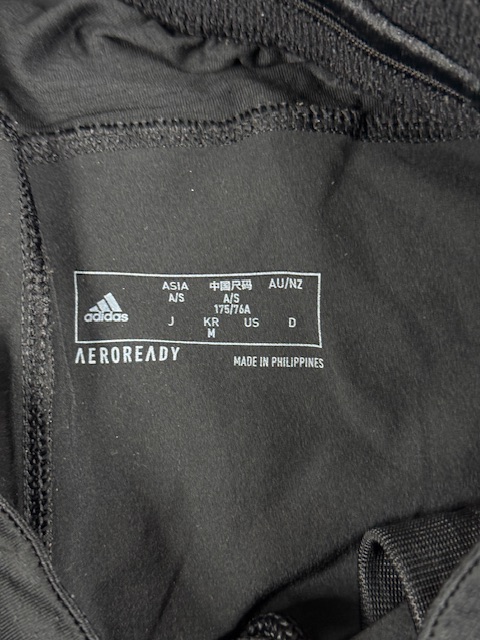 ASIA 中国尺码 AU/NZ
A/S A/S
175/76A
adidas
J KR US D
M
AEROREADY
MADE IN PHILIPPINES